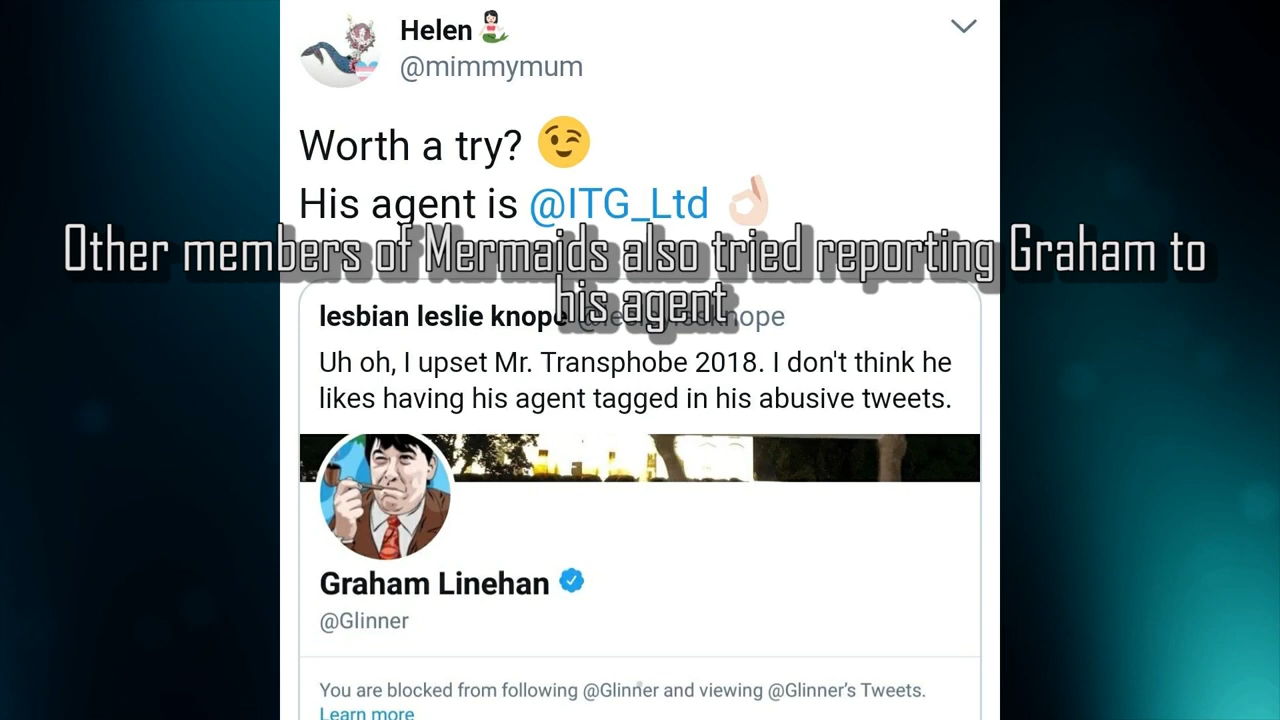 Helen
@mimmymum
Worth a try?
His agent is @ITG_Ltd
Other members of Mermaids also tried reporting Graham to
his agent
lesbian leslie knope
Uh oh, I upset Mr. Transphobe 2018. I don't think he
likes having his agent tagged in his abusive tweets.
Graham Linehan
@Glinner
You are blocked from following @Glinner and viewing @Glinner's Tweets.
Learn more